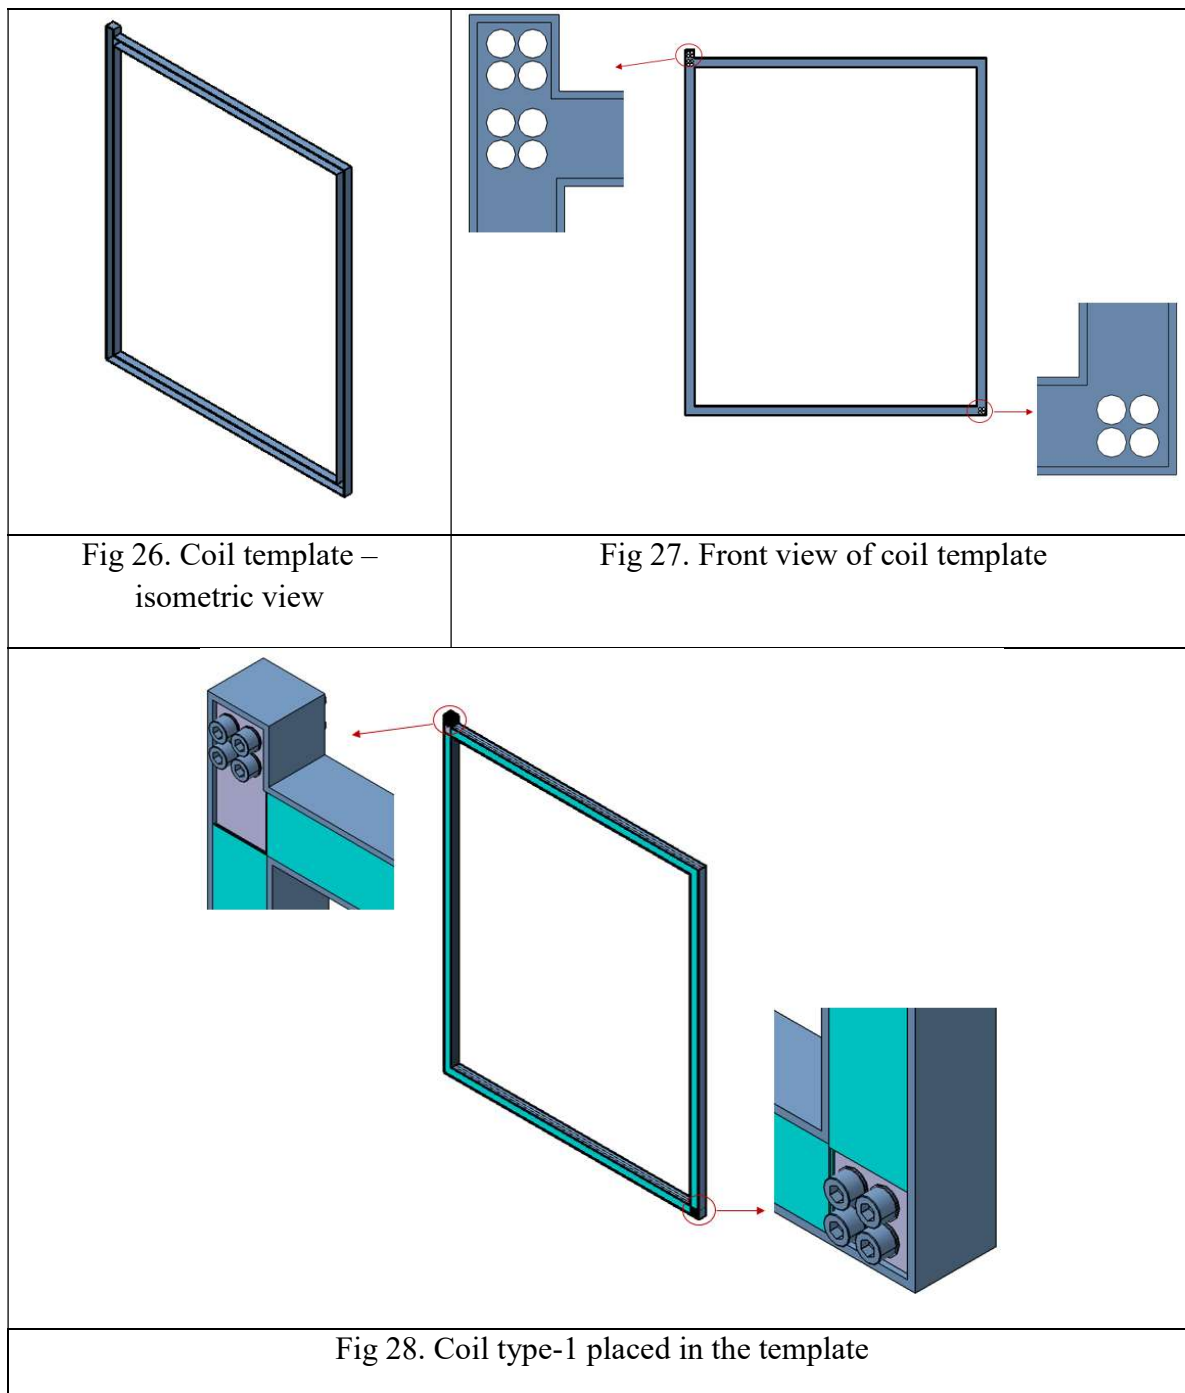 Fig 26. Coil template –
isometric view
Fig 27. Front view of coil template
Fig 28. Coil type-1 placed in the template